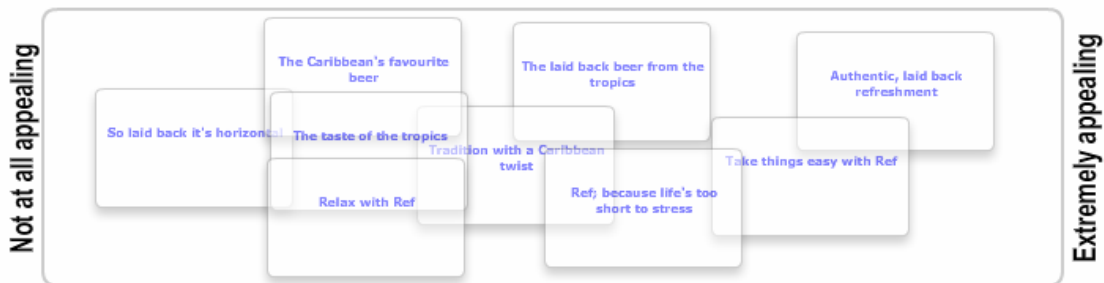 Not at all appealing
The Caribbean's favourite
beer
The laid back beer from the
tropics
Authentic, laid back
refreshment
So laid back it's horizontal
The taste of the tropics
Tradition with a Caribbean
twist
Take things easy with Ref
Ref; because life's too
short to stress
Relax with Ref
Extremely appealing